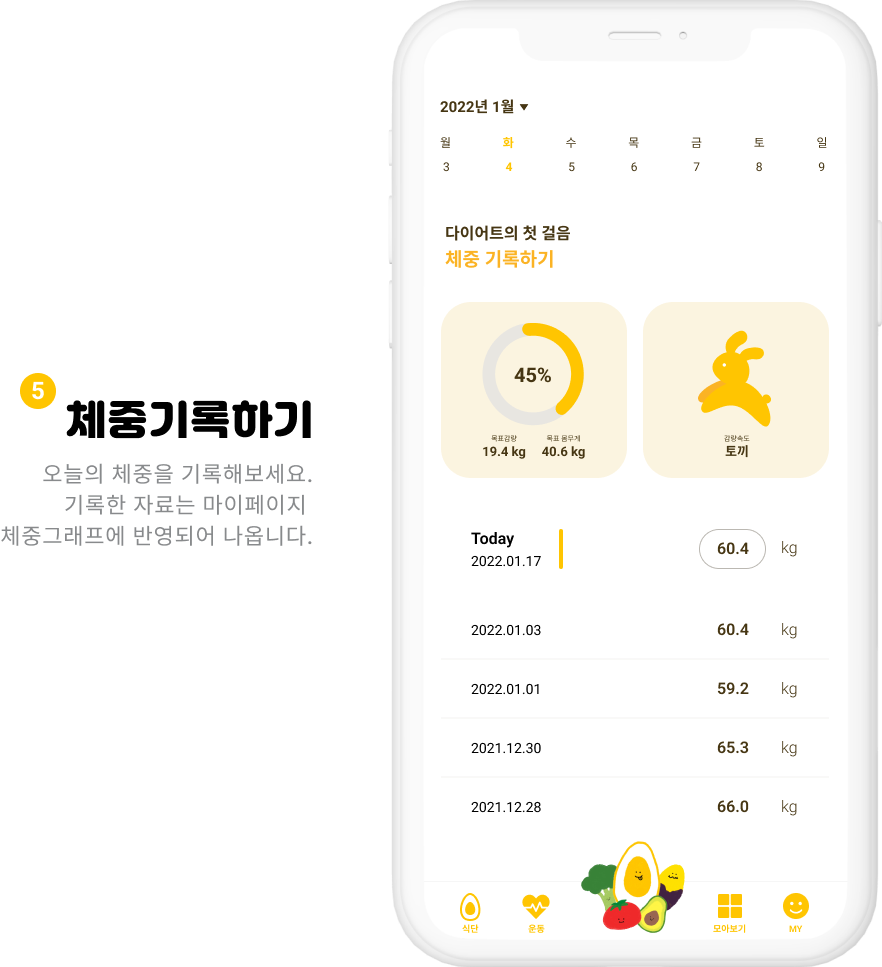 5
체중기록하기
오늘의 체중을 기록해보세요.
기록한 자료는 마이페이지
체중그래프에 반영되어 나옵니다.
2022년 1월
월 화 수 목 금 토 일
3 4 5 6 7 8 9
다이어트의 첫 걸음
체중 기록하기
45%
목표감량 목표 몸무게
19.4 kg 40.6 kg
감량속도
토끼
Today
2022.01.17 60.4 kg
2022.01.03 60.4 kg
2022.01.01 59.2 kg
2021.12.30 65.3 kg
2021.12.28 66.0 kg
식단 운동 모아보기 MY